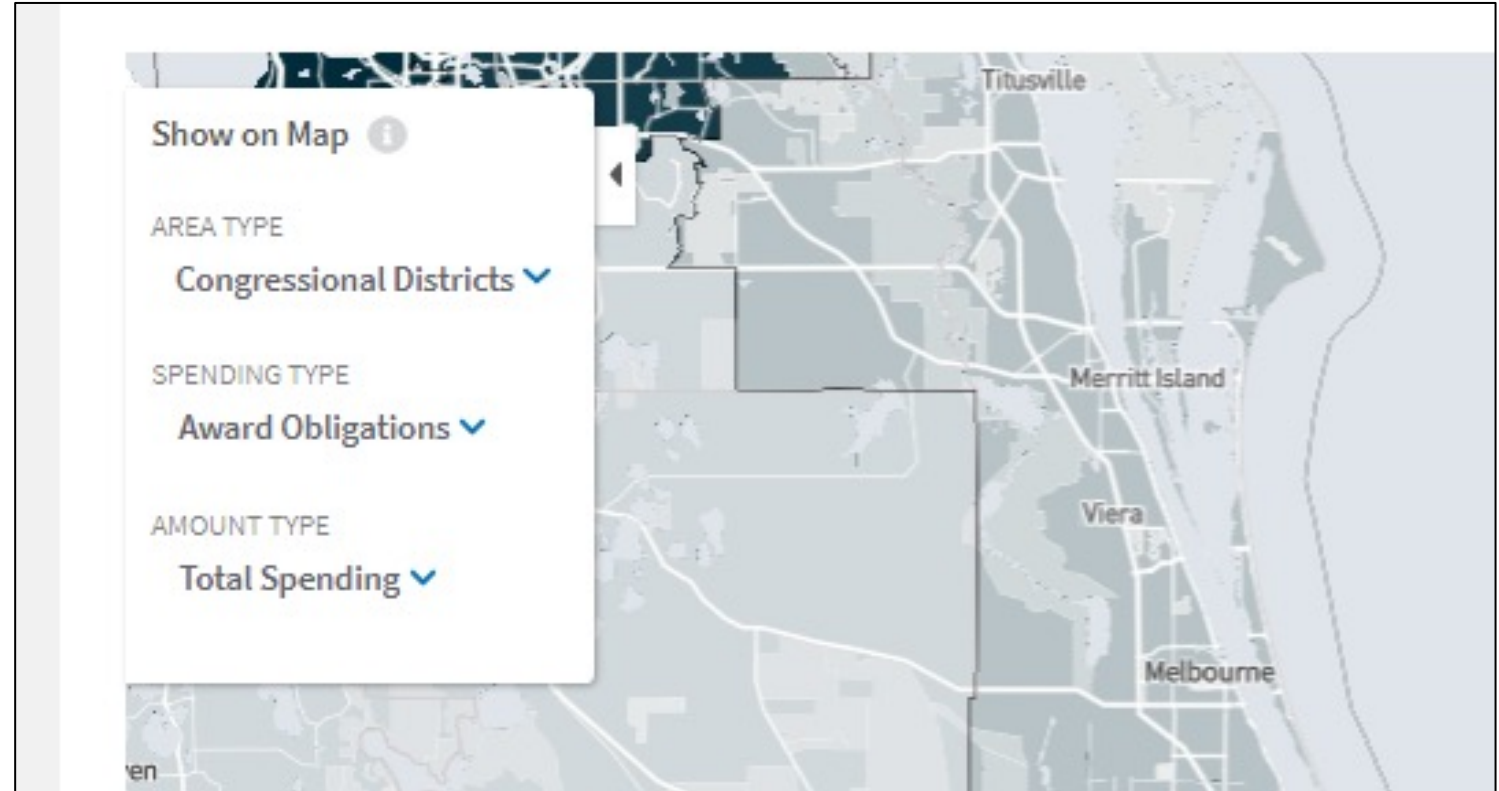 Show on Map
AREA TYPE
Congressional Districts
SPENDING TYPE
Award Obligations
AMOUNT TYPE
Total Spending
Titusville
Merritt Island
Viera
Melbourne
ven